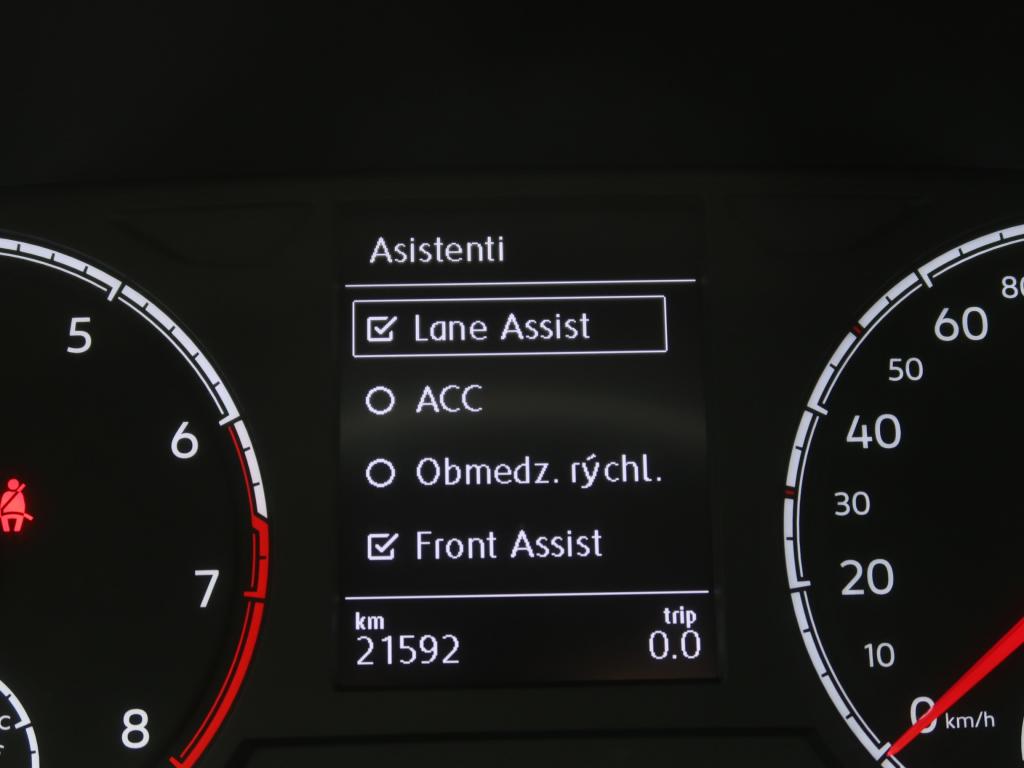 Asistenti
Lane Assist
ACC
Obmedz. rýchl.
Front Assist
km trip
21592 0.0
5
6
7
8
0
10
20
30
40
50
60
km/h